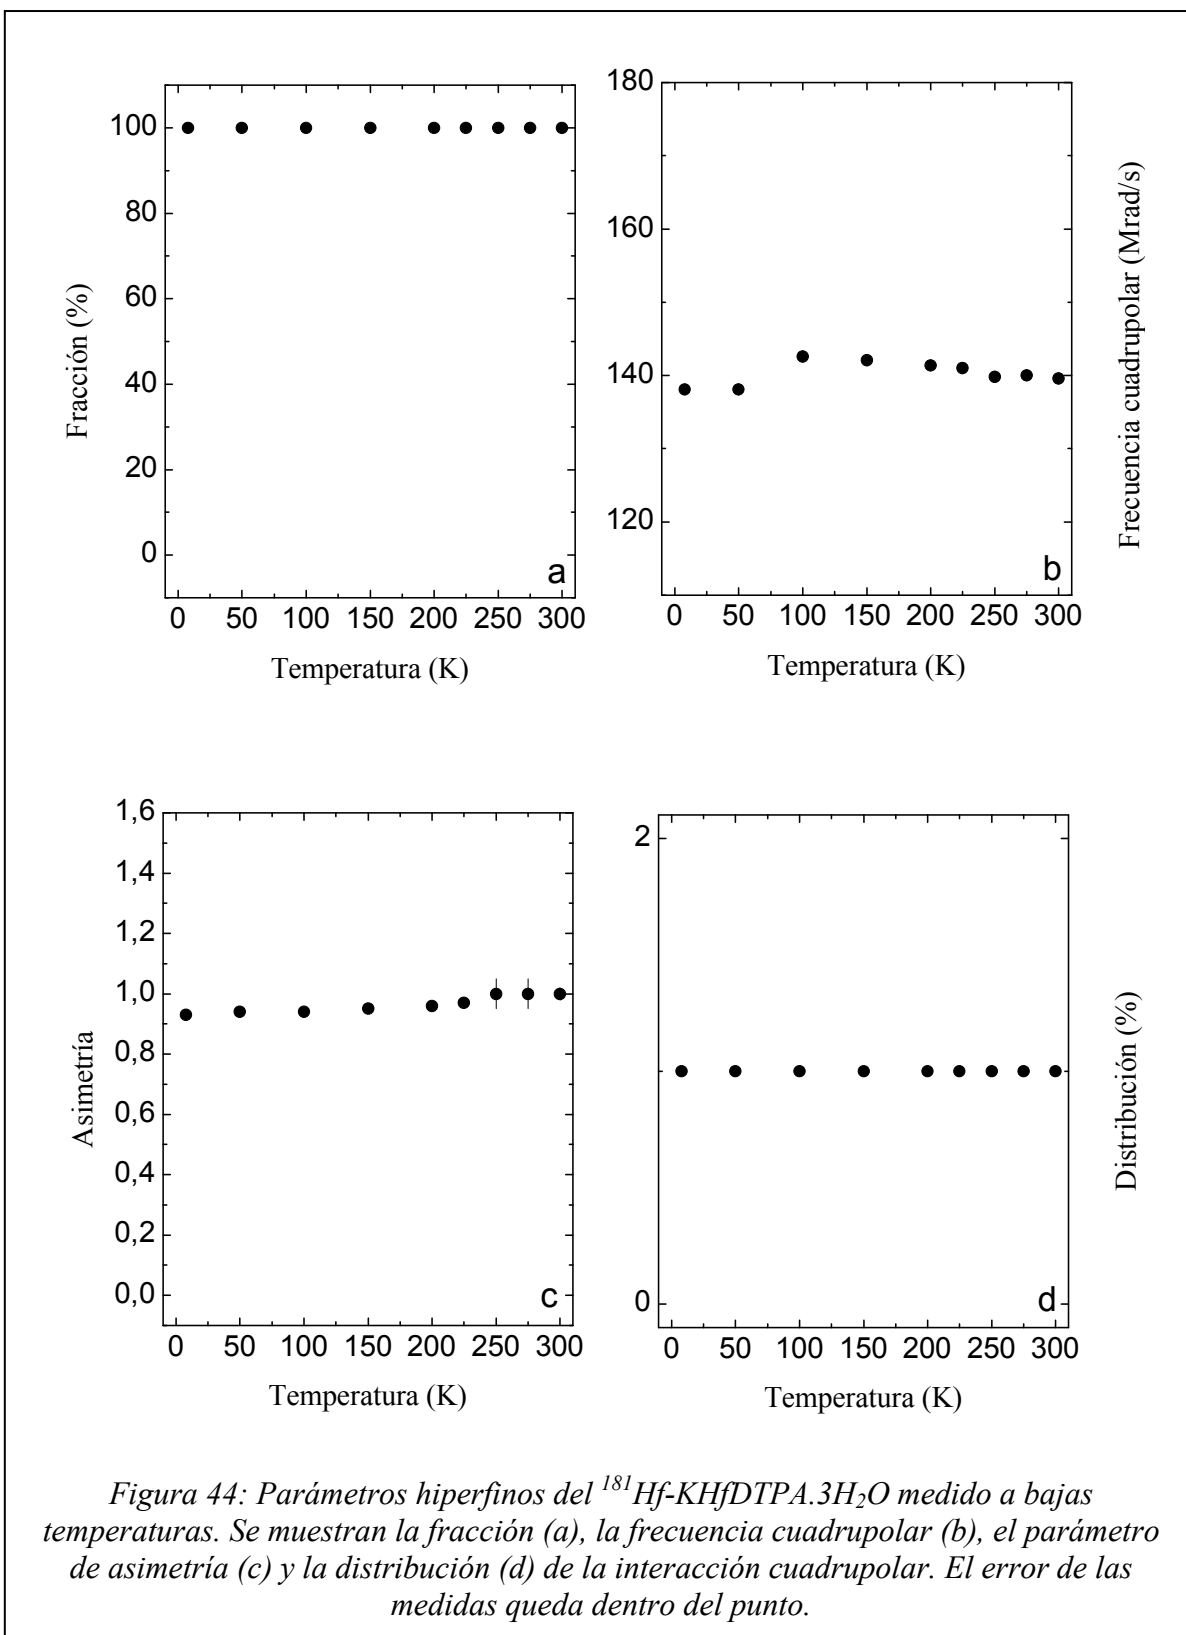 100
80
60
40
20
0
Fracción (%)
a
0 50 100 150 200 250 300
Temperatura (K)
180
160
140
120
Frecuencia cuadrupolar (Mrad/s)
b
0 50 100 150 200 250 300
Temperatura (K)
1,6
1,4
1,2
1,0
0,8
0,6
0,4
0,2
0,0
Asimetría
c
0 50 100 150 200 250 300
Temperatura (K)
2
0
Distribución (%)
d
0 50 100 150 200 250 300
Temperatura (K)
Figura 44: Parámetros hiperfinos del ¹⁸¹Hf-KHfDTPA.3H₂O medido a bajas
temperaturas. Se muestran la fracción (a), la frecuencia cuadrupolar (b), el parámetro
de asimetría (c) y la distribución (d) de la interacción cuadrupolar. El error de las
medidas queda dentro del punto.